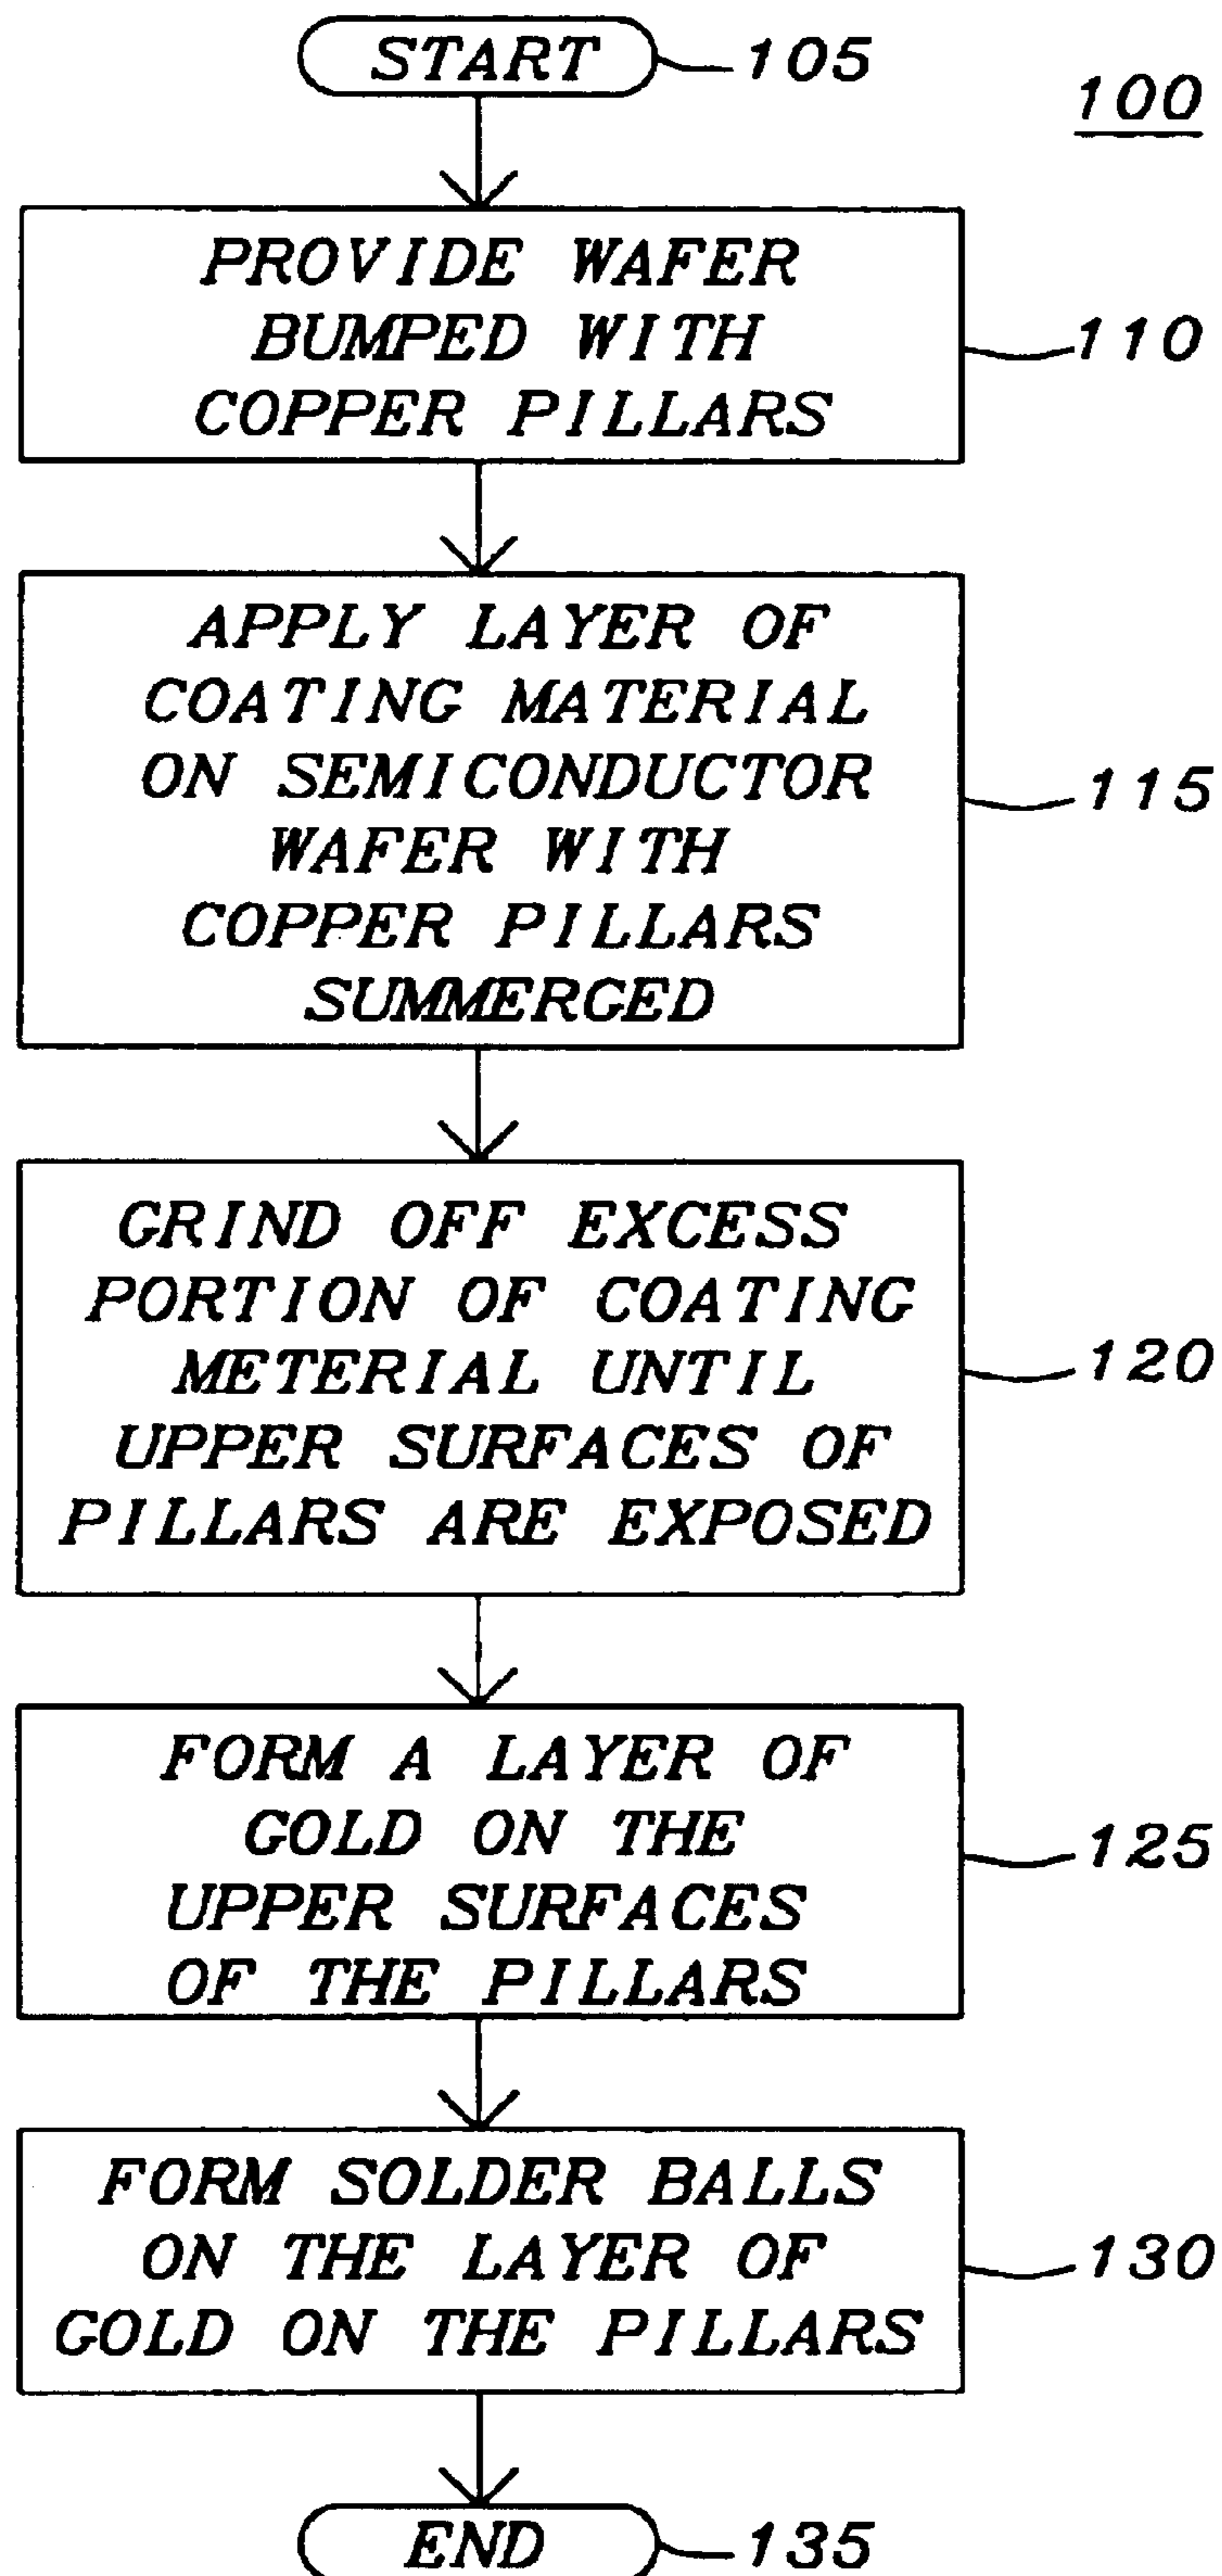 START
105
100
PROVIDE WAFER
BUMPED WITH
COPPER PILLARS
110
APPLY LAYER OF
COATING MATERIAL
ON SEMICONDUCTOR
WAFER WITH
COPPER PILLARS
SUMMERGED
115
GRIND OFF EXCESS
PORTION OF COATING
METERIAL UNTIL
UPPER SURFACES OF
PILLARS ARE EXPOSED
120
FORM A LAYER OF
GOLD ON THE
UPPER SURFACES
OF THE PILLARS
125
FORM SOLDER BALLS
ON THE LAYER OF
GOLD ON THE PILLARS
130
END
135